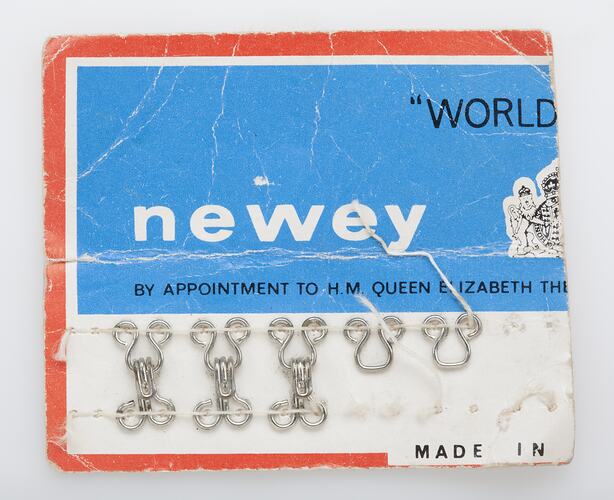 "WORLD
newey
BY APPOINTMENT TO H.M. QUEEN ELIZABETH THE
MADE IN